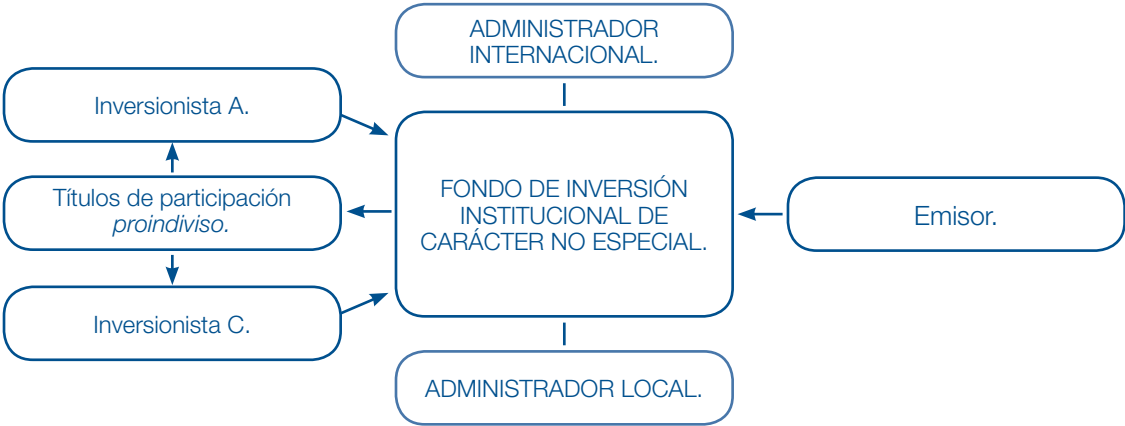 ADMINISTRADOR
INTERNACIONAL.
Inversionista A.
Títulos de participación
proindiviso.
Inversionista C.
FONDO DE INVERSIÓN
INSTITUCIONAL DE
CARÁCTER NO ESPECIAL.
Emisor.
ADMINISTRADOR LOCAL.